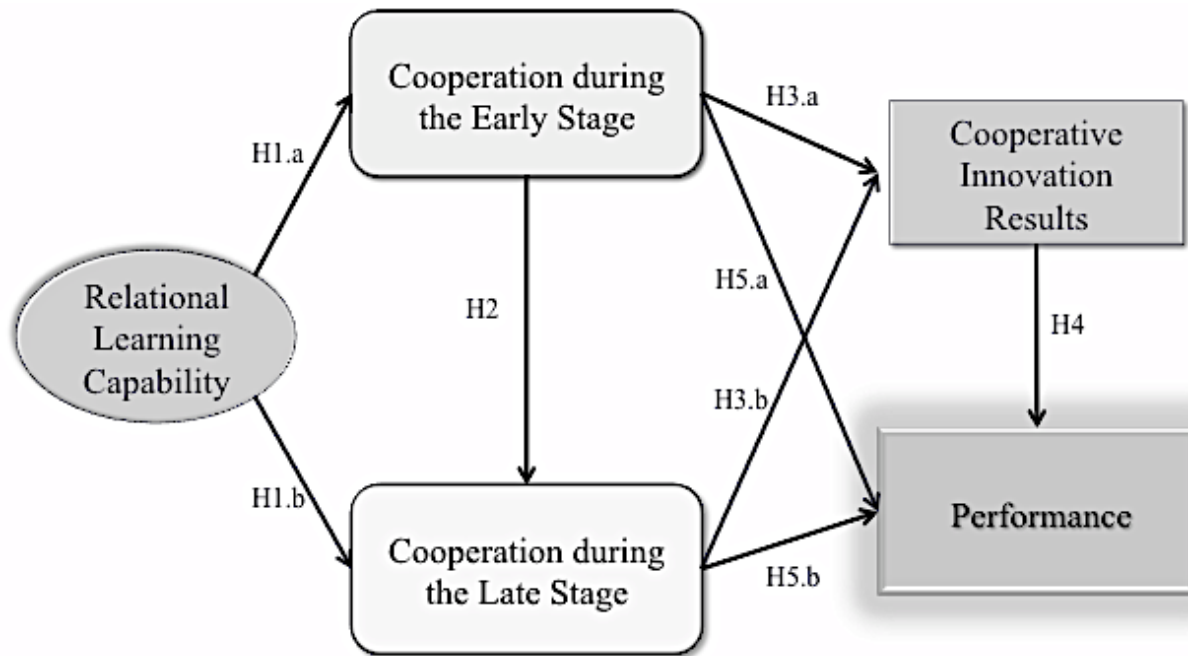 Cooperation during
the Early Stage
H3.a
Cooperative
Innovation
Results
H1.a
H5.a
Relational
Learning
Capability
H2
H4
H3.b
H1.b
Performance
Cooperation during
the Late Stage
H5.b